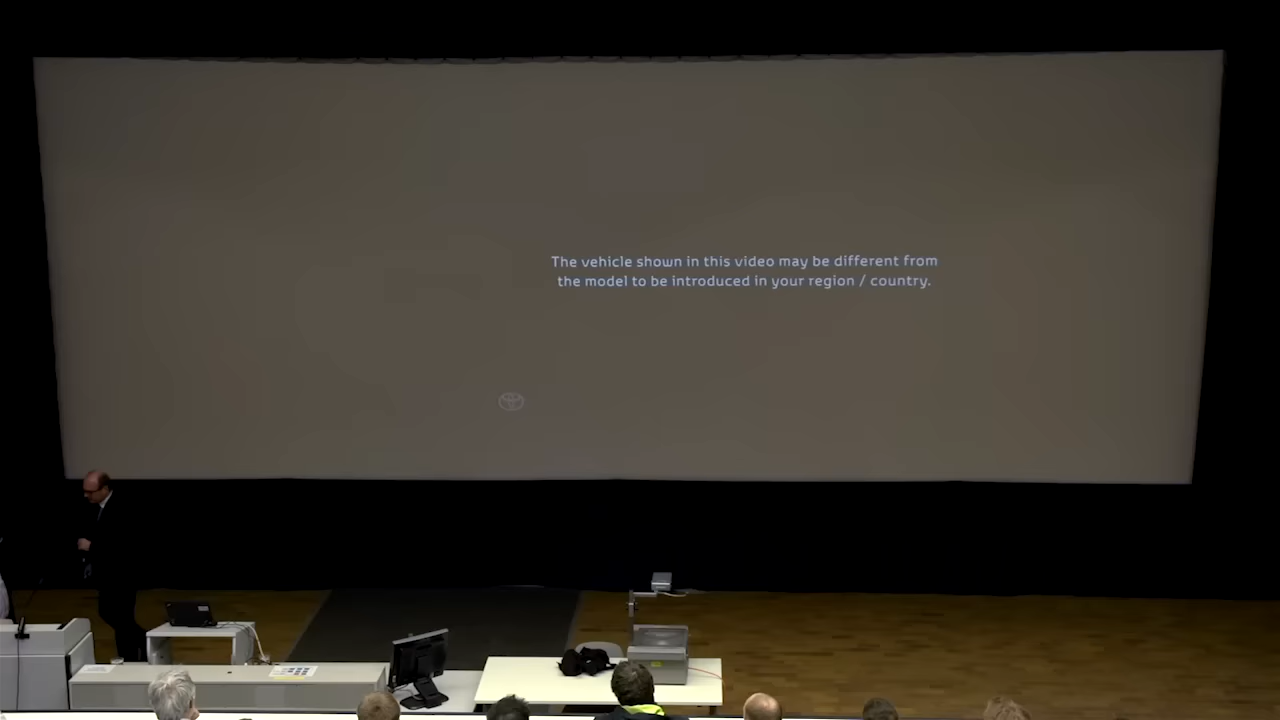 The vehicle shown in this video may be different from
the model to be introduced in your region / country.